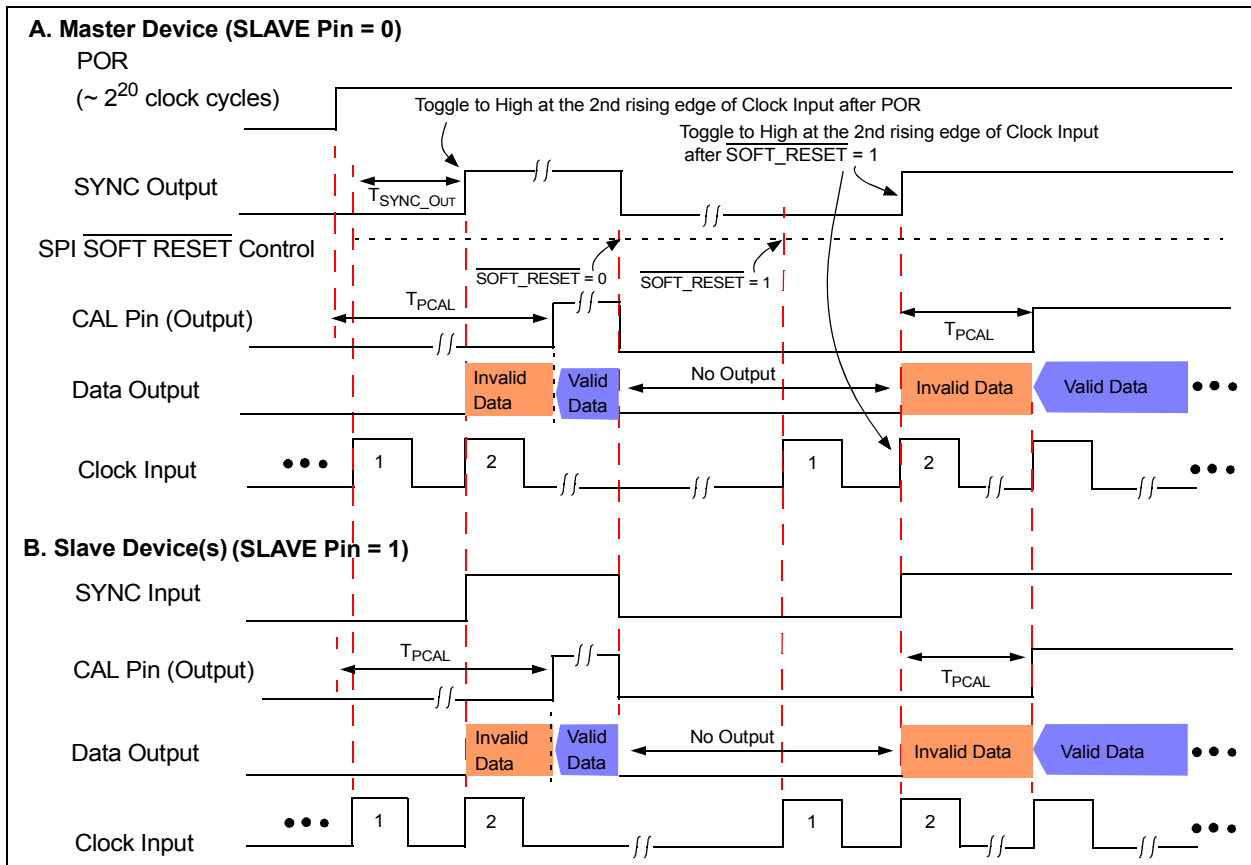 A. Master Device (SLAVE Pin = 0)
POR
(~ 2^20 clock cycles)
Toggle to High at the 2nd rising edge of Clock Input after POR
Toggle to High at the 2nd rising edge of Clock Input
after SOFT_RESET = 1
SYNC Output
T_SYNC_OUT
SPI SOFT RESET Control
SOFT_RESET = 0
SOFT_RESET = 1
CAL Pin (Output)
T_PCAL
T_PCAL
Data Output
Invalid
Data
Valid
Data
No Output
Invalid Data
Valid Data
Clock Input
1
2
1
2
B. Slave Device(s) (SLAVE Pin = 1)
SYNC Input
CAL Pin (Output)
T_PCAL
T_PCAL
Data Output
Invalid
Data
Valid
Data
No Output
Invalid Data
Valid Data
Clock Input
1
2
1
2